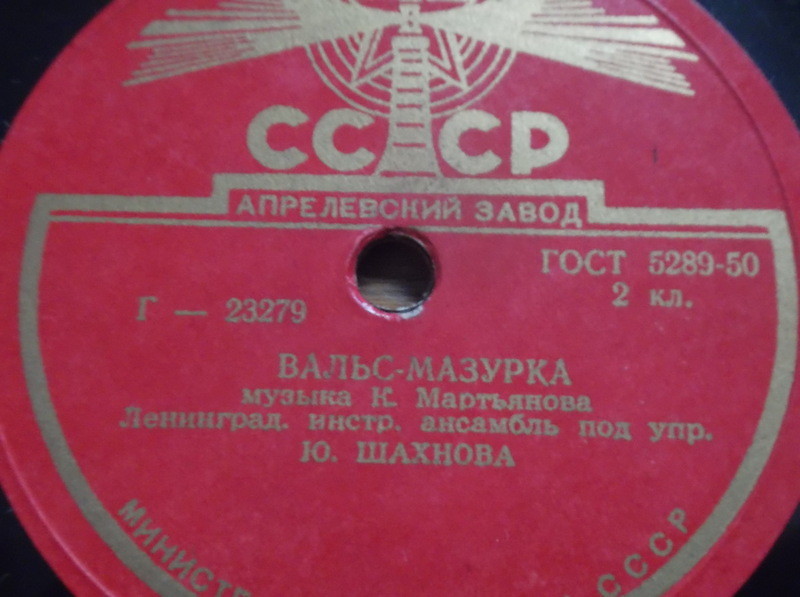 СССР
АПРЕЛЕВСКИЙ ЗАВОД
ГОСТ 5289-50
2 кл.
Г — 23279
ВАЛЬС-МАЗУРКА
музыка К. Мартьянова
Ленинград. инстр. ансамбль под упр.
Ю. ШАХНОВА
СССР